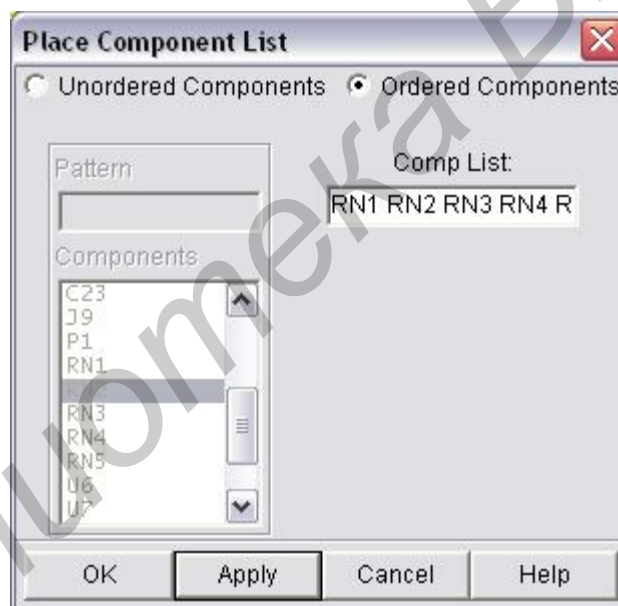 Place Component List
Unordered Components Ordered Components
Pattern
Comp List:
RN1 RN2 RN3 RN4 R
Components
C23
J9
P1
RN1
RN3
RN4
RN5
U6
U7
OK Apply Cancel Help